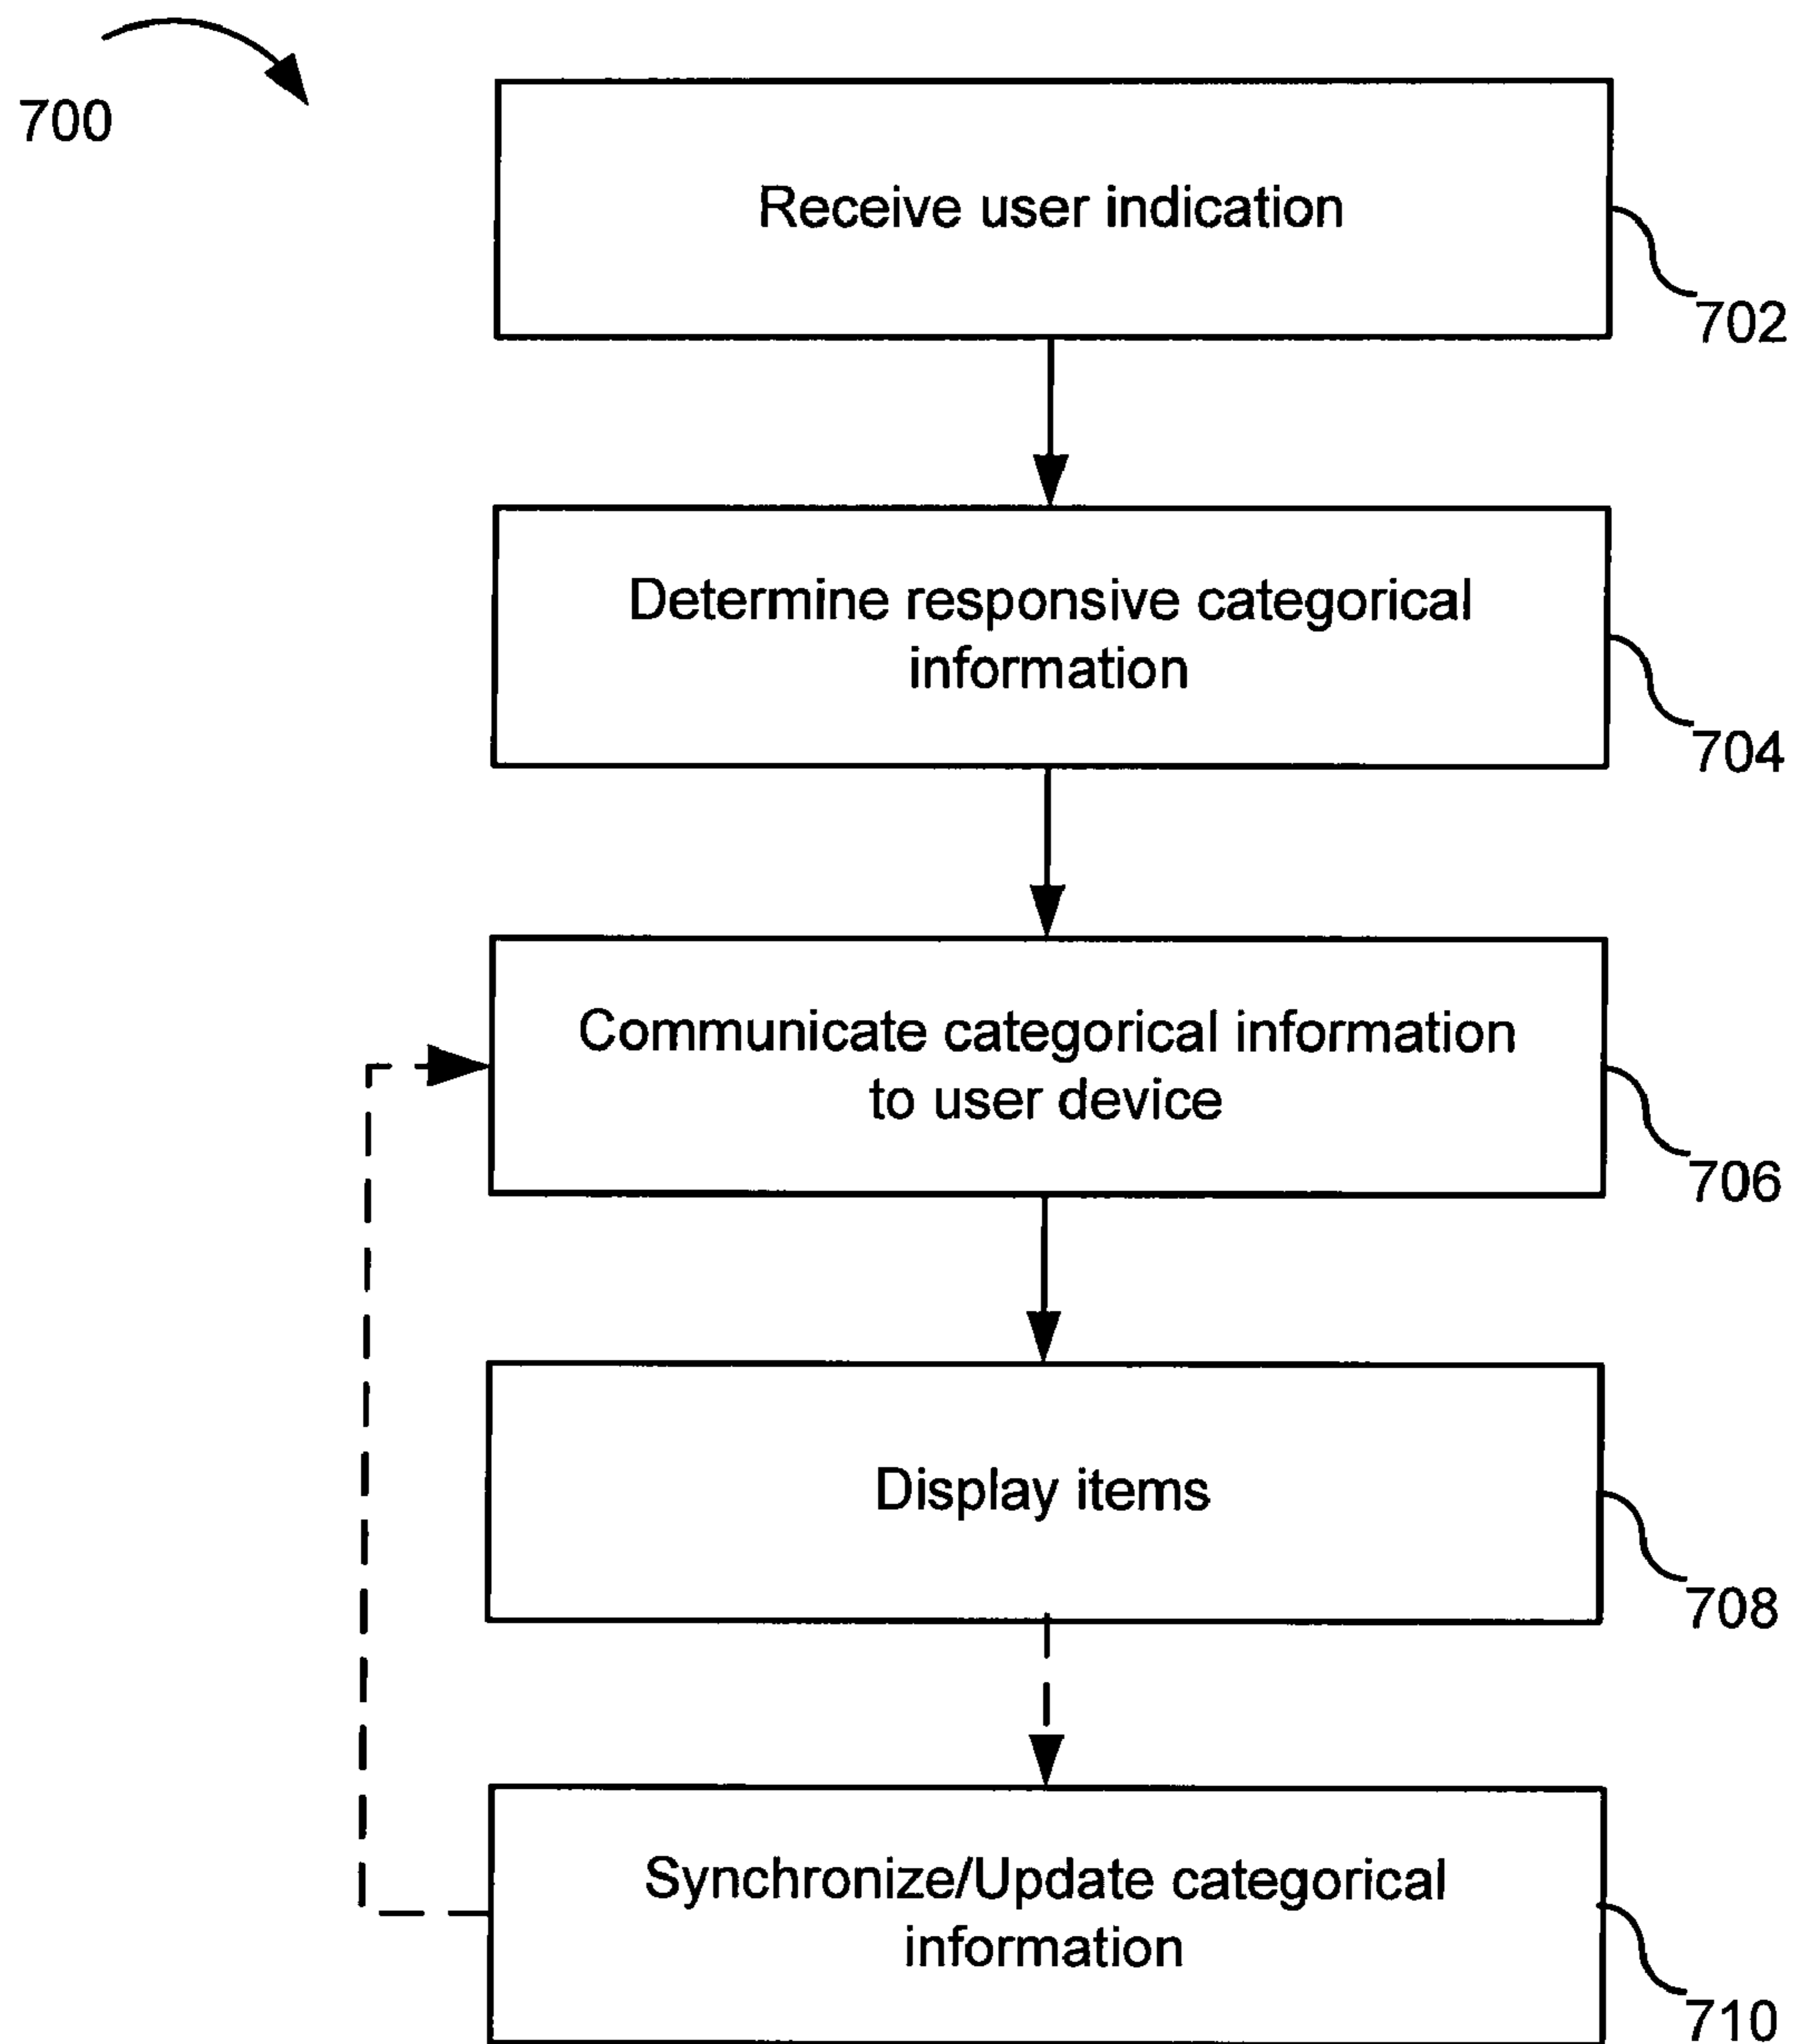 700
Receive user indication
702
Determine responsive categorical
information
704
Communicate categorical information
to user device
706
Display items
708
Synchronize/Update categorical
information
710